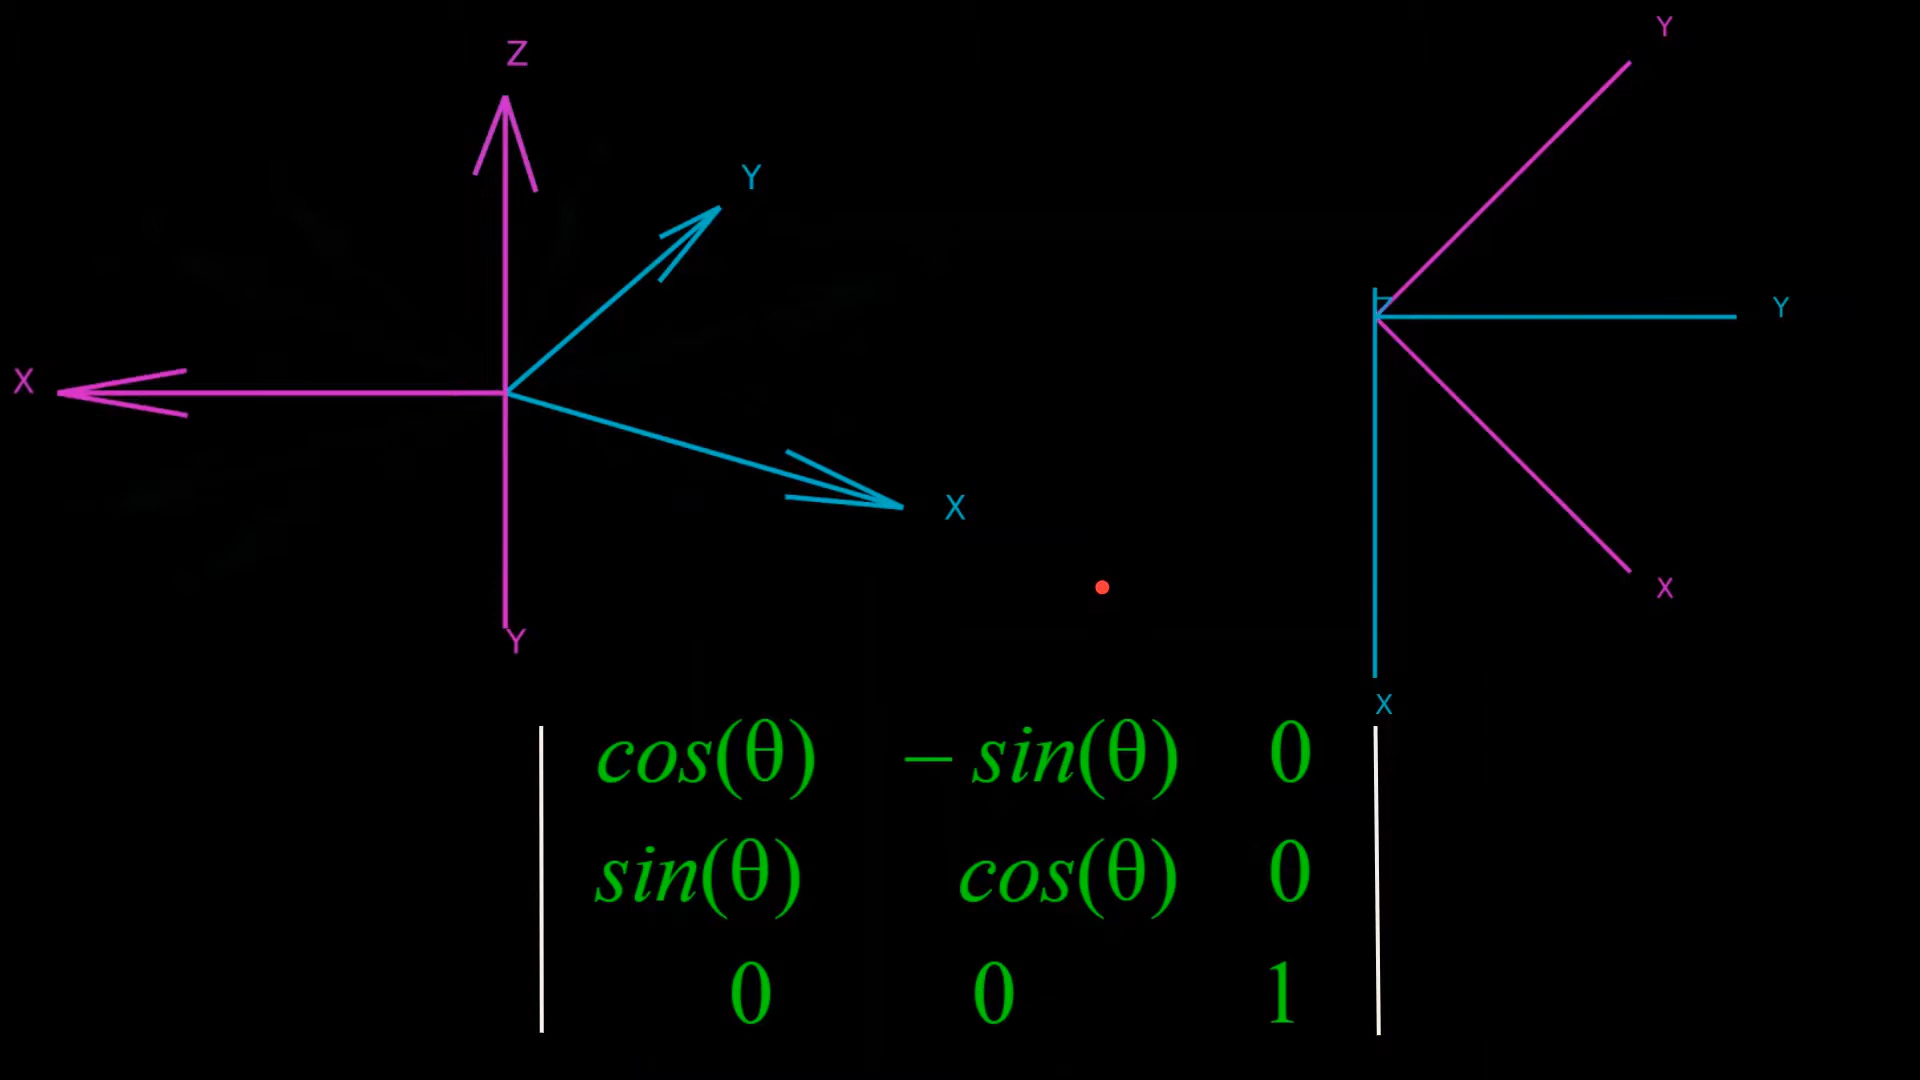 Z
Y
Y
Y
X
X
X
Y
X
cos(θ) – sin(θ) 0
sin(θ) cos(θ) 0
0 0 1